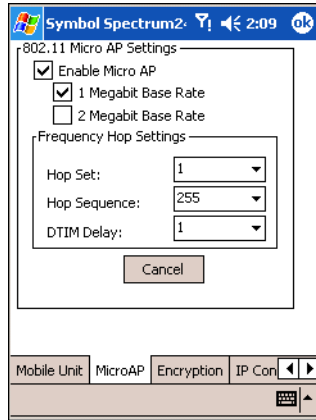 Symbol Spectrum24 2:09 ok
802.11 Micro AP Settings
Enable Micro AP
1 Megabit Base Rate
2 Megabit Base Rate
Frequency Hop Settings
Hop Set: 1
Hop Sequence: 255
DTIM Delay: 1
Cancel
Mobile Unit MicroAP Encryption IP Con